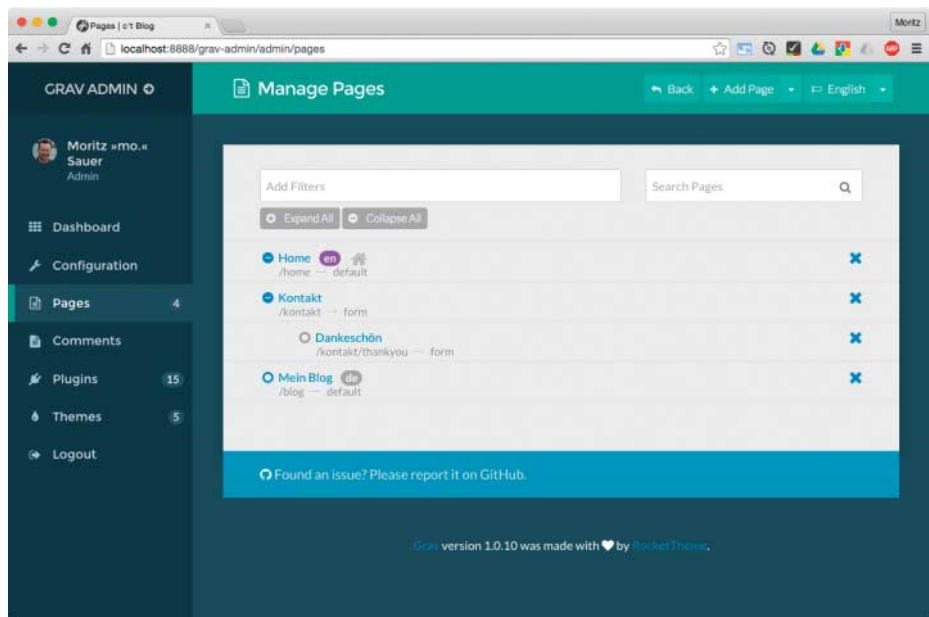 Pages | c't Blog
Moritz
localhost:8888/grav-admin/admin/pages
GRAV ADMIN
Manage Pages
Back
Add Page
English
Moritz »mo.«
Sauer
Admin
Add Filters
Search Pages
Expand All
Collapse All
Dashboard
Configuration
Pages 4
Comments
Plugins 15
Themes 5
Logout
Home en
/home — default
Kontakt
/kontakt — form
Dankeschön
/kontakt/thankyou — form
Mein Blog de
/blog — default
Found an issue? Please report it on GitHub.
Grav version 1.0.10 was made with by RocketTheme.